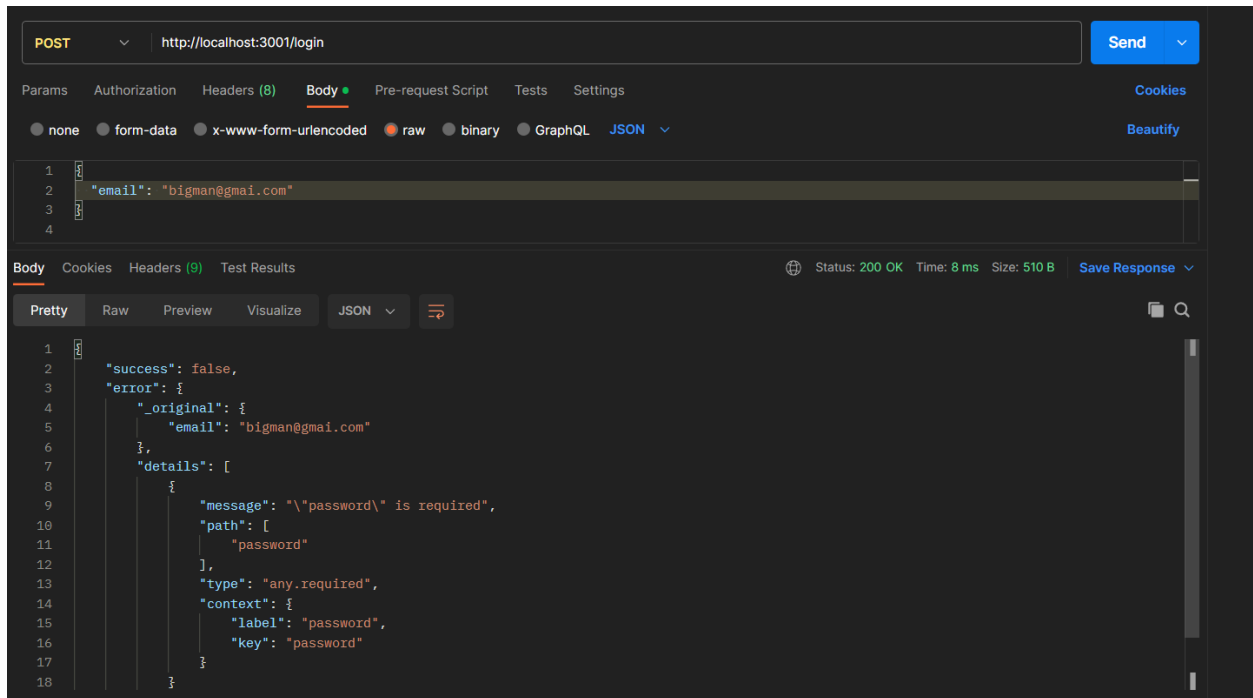 POST http://localhost:3001/login Send
Params Authorization Headers (8) Body Pre-request Script Tests Settings Cookies
none form-data x-www-form-urlencoded raw binary GraphQL JSON Beautify
1 {
2 "email": "bigman@gmai.com"
3 }
4
Body Cookies Headers (9) Test Results Status: 200 OK Time: 8 ms Size: 510 B Save Response
Pretty Raw Preview Visualize JSON
1 {
2 "success": false,
3 "error": {
4 "_original": {
5 "email": "bigman@gmai.com"
6 },
7 "details": [
8 {
9 "message": "\"password\" is required",
10 "path": [
11 "password"
12 ],
13 "type": "any.required",
14 "context": {
15 "label": "password",
16 "key": "password"
17 }
18 }